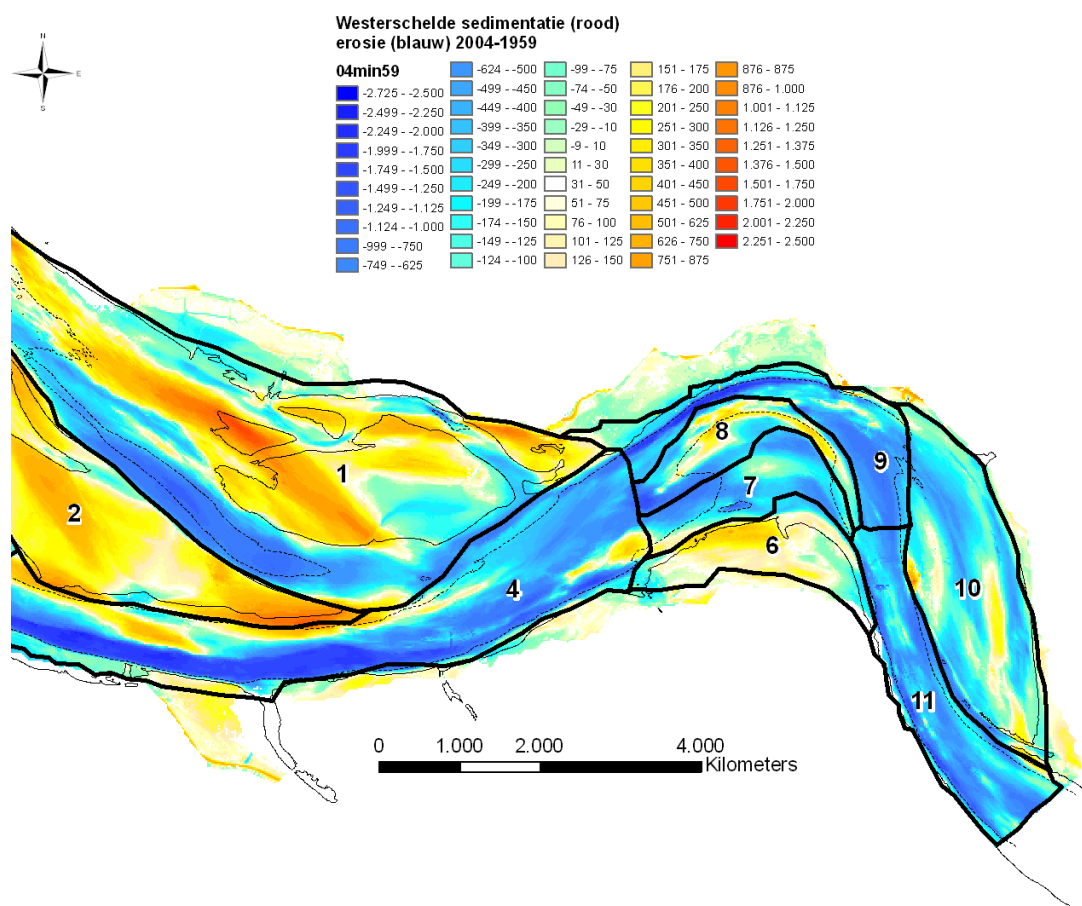 Westerschelde sedimentatie (rood)
erosie (blauw) 2004-1959
04min59
-2.725 - -2.500
-2.499 - -2.250
-2.249 - -2.000
-1.999 - -1.750
-1.749 - -1.500
-1.499 - -1.250
-1.249 - -1.125
-1.124 - -1.000
-999 - -750
-749 - -625
-624 - -500
-499 - -450
-449 - -400
-399 - -350
-349 - -300
-299 - -250
-249 - -200
-199 - -175
-174 - -150
-149 - -125
-124 - -100
-99 - -75
-74 - -50
-49 - -30
-29 - -10
-9 - 10
11 - 30
31 - 50
51 - 75
76 - 100
101 - 125
126 - 150
151 - 175
176 - 200
201 - 250
251 - 300
301 - 350
351 - 400
401 - 450
451 - 500
501 - 625
626 - 750
751 - 875
876 - 875
876 - 1.000
1.001 - 1.125
1.126 - 1.250
1.251 - 1.375
1.376 - 1.500
1.501 - 1.750
1.751 - 2.000
2.001 - 2.250
2.251 - 2.500
N
E
S
8
9
1
7
2
6
4
10
11
0 1.000 2.000 4.000
Kilometers